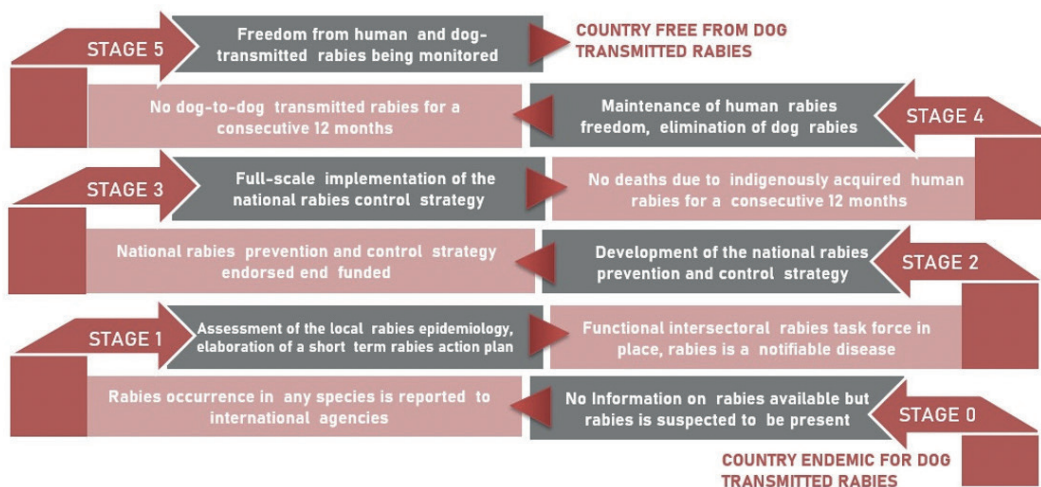 STAGE 5
Freedom from human and dog-
transmitted rabies being monitored
COUNTRY FREE FROM DOG
TRANSMITTED RABIES
No dog-to-dog transmitted rabies for a
consecutive 12 months
Maintenance of human rabies
freedom, elimination of dog rabies
STAGE 4
STAGE 3
Full-scale implementation of the
national rabies control strategy
No deaths due to indigenously acquired human
rabies for a consecutive 12 months
National rabies prevention and control strategy
endorsed end funded
Development of the national rabies
prevention and control strategy
STAGE 2
STAGE 1
Assessment of the local rabies epidemiology,
elaboration of a short term rabies action plan
Functional intersectoral rabies task force in
place, rabies is a notifiable disease
Rabies occurrence in any species is reported to
international agencies
No Information on rabies available but
rabies is suspected to be present
STAGE 0
COUNTRY ENDEMIC FOR DOG
TRANSMITTED RABIES